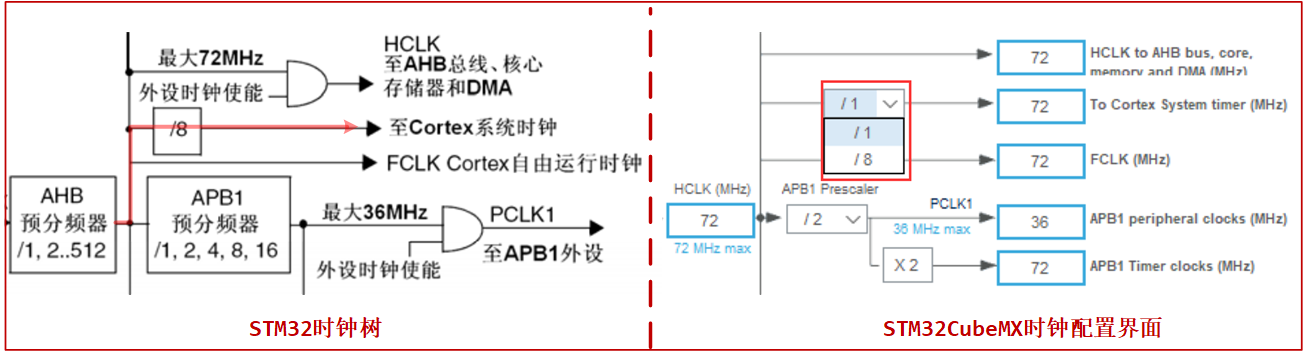 最大72MHz
HCLK
至AHB总线、核心
存储器和DMA
外设时钟使能
/8
至Cortex系统时钟
FCLK Cortex自由运行时钟
AHB
预分频器
/1, 2..512
APB1
预分频器
/1, 2, 4, 8, 16
最大36MHz
PCLK1
至APB1外设
外设时钟使能
STM32时钟树
72
HCLK to AHB bus, core,
memory and DMA (MHz)
/ 1
/ 1
/ 8
72
To Cortex System timer (MHz)
72
FCLK (MHz)
HCLK (MHz)
72
72 MHz max
APB1 Prescaler
/ 2
PCLK1
36 MHz max
36
APB1 peripheral clocks (MHz)
X 2
72
APB1 Timer clocks (MHz)
STM32CubeMX时钟配置界面